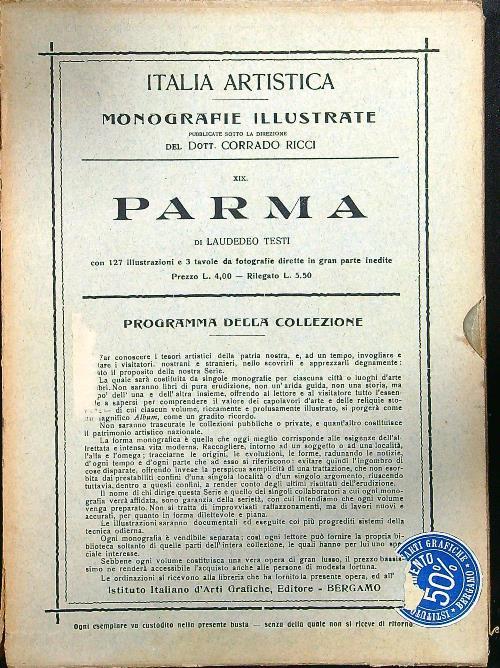 ITALIA ARTISTICA
MONOGRAFIE ILLUSTRATE
PUBBLICATE SOTTO LA DIREZIONE
DEL DOTT. CORRADO RICCI
XIX.
PARMA
DI LAUDEDEO TESTI
con 127 illustrazioni e 3 tavole da fotografie dirette in gran parte inedite
Prezzo L. 4,00 — Rilegato L. 5.50
PROGRAMMA DELLA COLLEZIONE
Far conoscere i tesori artistici della patria nostra, e, ad un tempo, invogliare e
tare i visitatori, nostrani e stranieri, nello scovrirli e apprezzarli degnamente:
ato il proposito della nostra Serie.
La quale sarà costituita da singole monografie per ciascuna città o luoghi d'arte
bei. Non saranno libri di pura erudizione, non un'arida guida, non una storia, ma
po' dell'una e dell'altra insieme, offrendo al lettore e al visitatore tutto l'essen-
le a sapersi per comprendere il valore dei capolavori d'arte e delle reliquie sto-
di cui ciascun volume, riccamente e profusamente illustrato, si porgerà come
un magnifico Album, come un gradito ricordo.
Non saranno trascurate le collezioni pubbliche o private, e quant'altro costituisce
il patrimonio artistico nazionale.
La forma monografica è quella che oggi meglio corrisponde alle esigenze dell'af-
frettata e intensa vita moderna. Raccogliere, intorno ad un soggetto o ad una località,
l'alfa e l'omega; tracciarne le origini, le evoluzioni, le forme, radunando le notizie,
d'ogni tempo e d'ogni parte che ad esso si riferiscono: evitare quindi l'ingombro di
cose disparate, offrendo invece la perspicua semplicità di una trattazione, che non esor-
bita dai prestabiliti confini d'una singola località o d'un singolo argomento, riuscendo
tuttavia, dentro a questi confini, a render conto degli ultimi risultati dell'erudizione.
Il nome di chi dirige questa Serie e quello dei singoli collaboratori a cui ogni mono-
grafia verrà affidata, sono garanzia della serietà, con cui intendiamo che ogni volume
venga preparato. Non si tratta di improvvisati raffazzonamenti, ma di lavori nuovi e
accurati, per quanto in forma dilettevole e piana.
Le illustrazioni saranno documentali ed eseguite coi più progrediti sistemi della
tecnica odierna.
Ogni monografia è vendibile separata: così ogni lettore può fornire la propria bi-
blioteca soltanto di quelle parti dell'intera collezione, le quali hanno per lui uno spe-
ciale interesse.
Sebbene ogni volume costituisca una vera opera di gran lusso, il prezzo bassis-
simo ne renderà accessibile l'acquisto anche alle persone di modesta fortuna.
Le ordinazioni si ricevono alla libreria che ha fornito la presente opera, ed all'
Istituto Italiano d'Arti Grafiche, Editore - BERGAMO
ARTI GRAFICHE · BERGAMO
ENTO
50%
ISTITUTO
Ogni esemplare va custodito nella presente busta — senza della quale non si riceve di ritorno